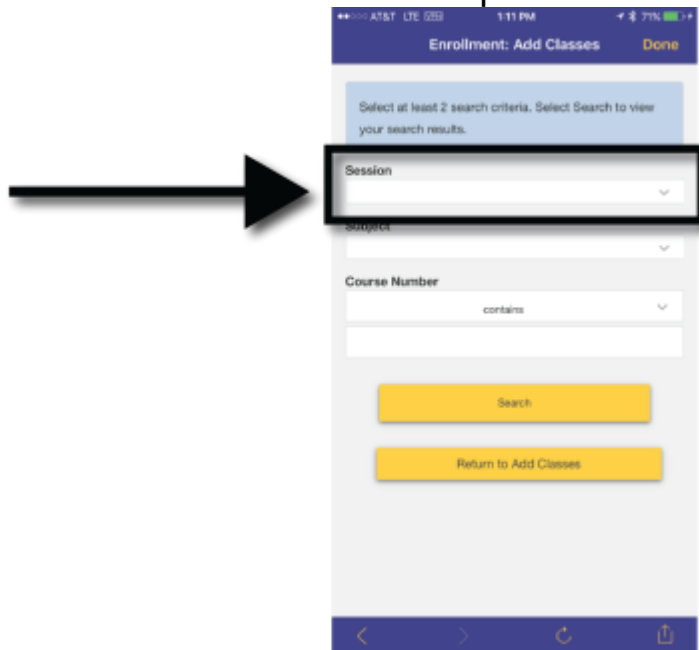 AT&T LTE 1:11 PM 71%
Enrollment: Add Classes Done
Select at least 2 search criteria. Select Search to view
your search results.
Session
Subject
Course Number
contains
Search
Return to Add Classes